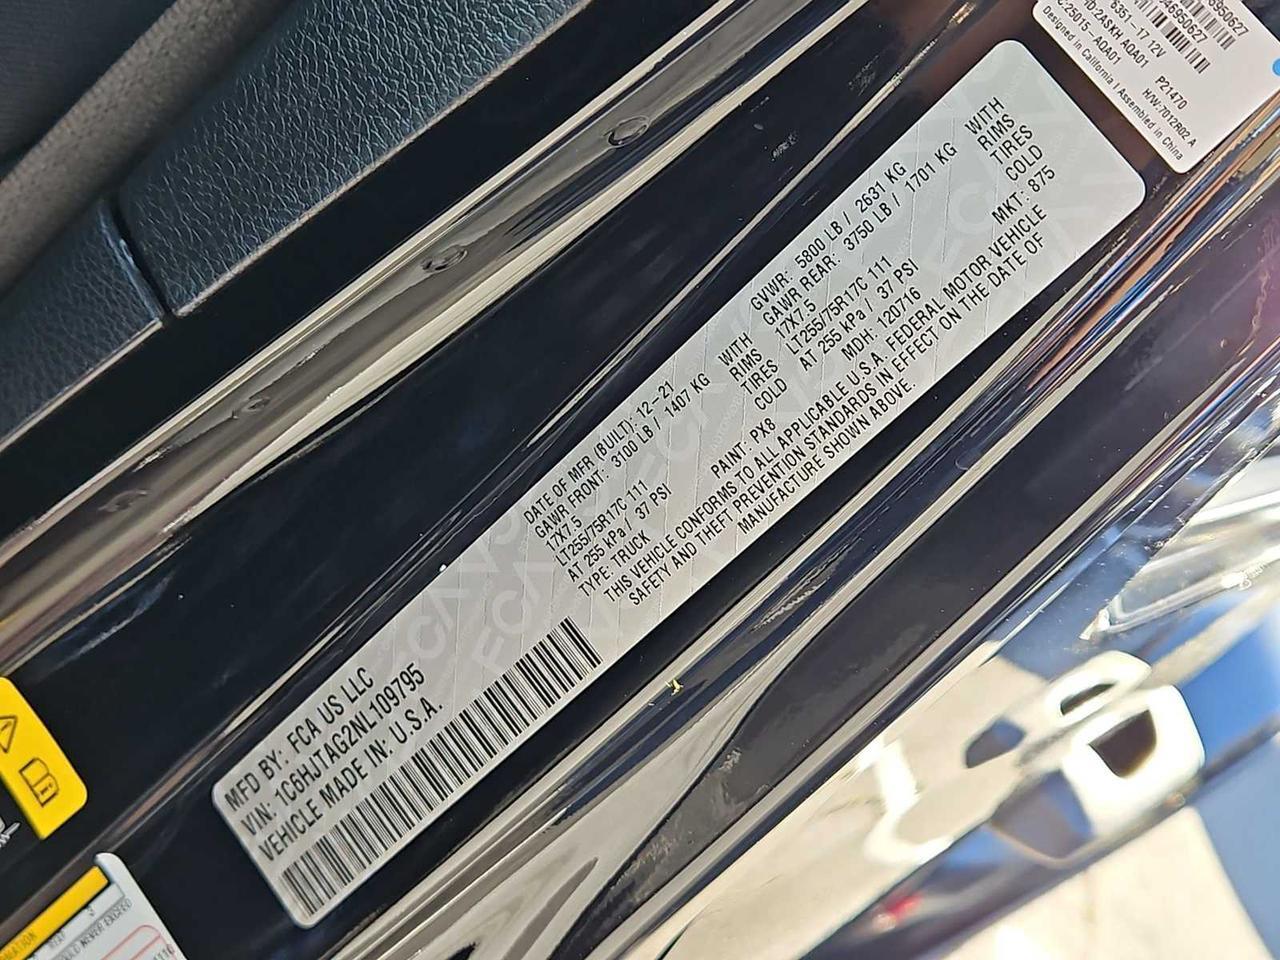 MFD BY: FCA US LLC
VIN: 1C6HJTAG2NL109795
VEHICLE MADE IN: U.S.A.
DATE OF MFR (BUILT): 12-21
GVWR: 5800 LB / 2631 KG
GAWR FRONT: 3100 LB / 1407 KG WITH
GAWR REAR: 3750 LB / 1701 KG WITH
17X7.5 RIMS
17X7.5 RIMS
LT255/75R17C 111 TIRES
LT255/75R17C 111 TIRES
AT 255 kPa / 37 PSI COLD
AT 255 kPa / 37 PSI COLD
TYPE: TRUCK PAINT: PX8 MDH: 120716 MKT: 875
THIS VEHICLE CONFORMS TO ALL APPLICABLE U.S.A. FEDERAL MOTOR VEHICLE
SAFETY AND THEFT PREVENTION STANDARDS IN EFFECT ON THE DATE OF
MANUFACTURE SHOWN ABOVE.
P21470
H/W:7012R02 A
Designed in California | Assembled in China
REAR
3
NEVER EXCEED